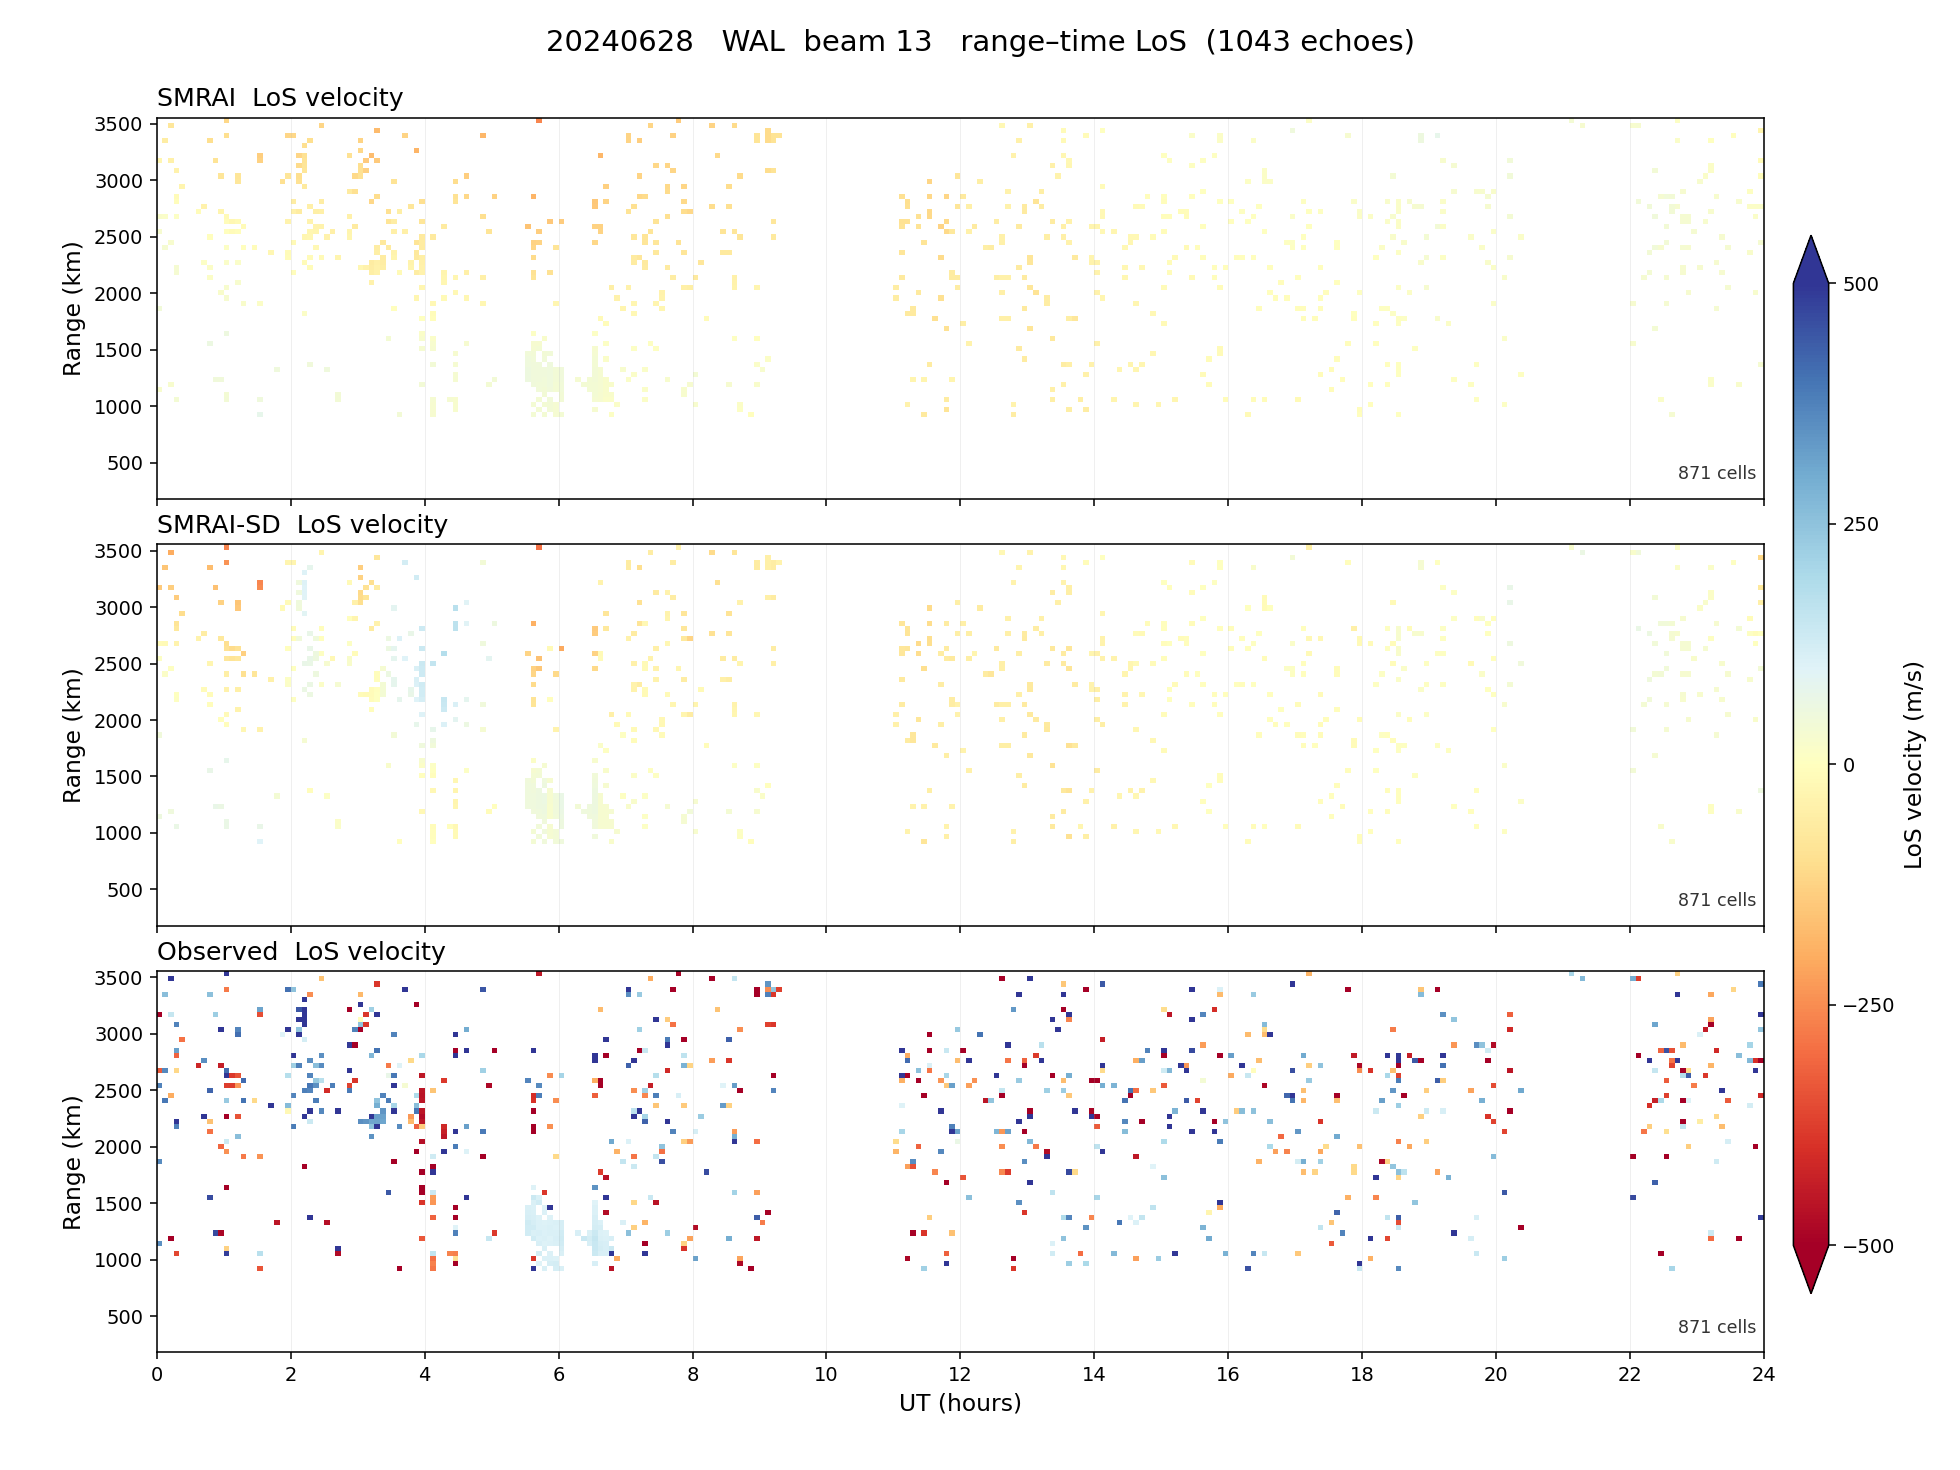 20240628   WAL  beam 13   range–time LoS  (1043 echoes)
SMRAI  LoS velocity
3500
3000
2500
2000
1500
1000
500
Range (km)
871 cells
SMRAI-SD  LoS velocity
3500
3000
2500
2000
1500
1000
500
Range (km)
871 cells
Observed  LoS velocity
3500
3000
2500
2000
1500
1000
500
Range (km)
871 cells
0 2 4 6 8 10 12 14 16 18 20 22 24
UT (hours)
500
250
0
−250
−500
LoS velocity (m/s)